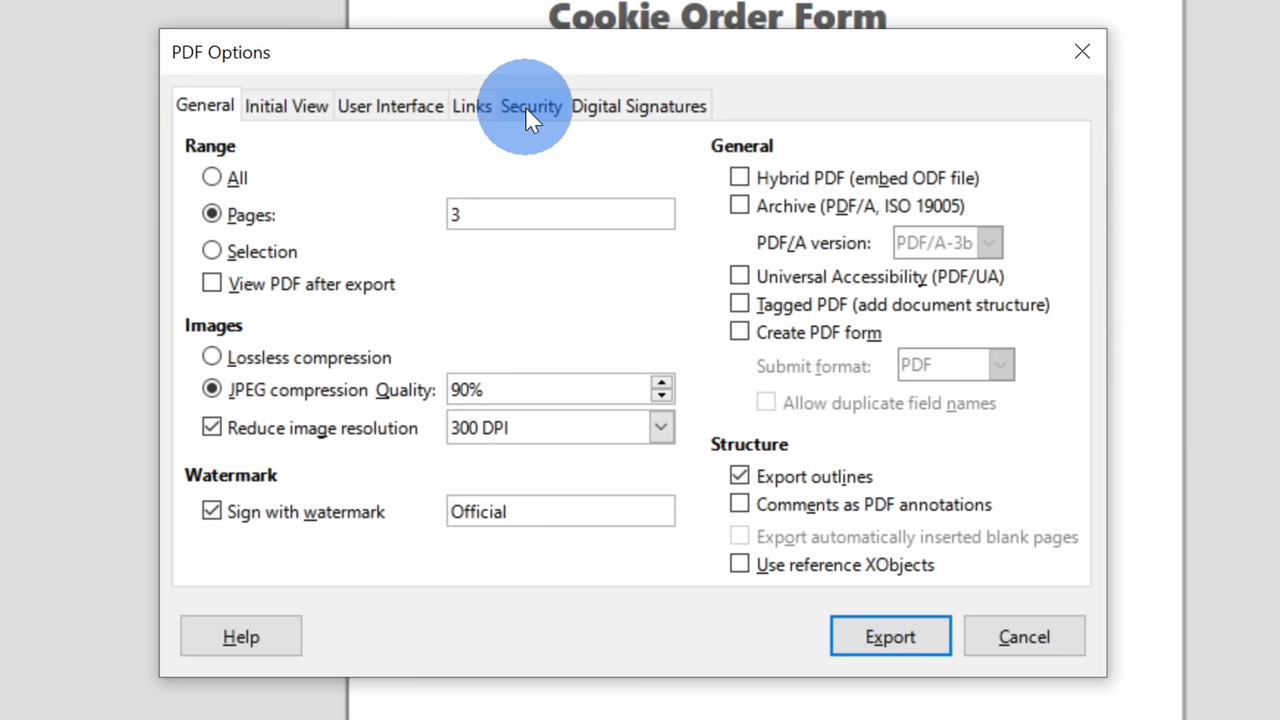 Cookie Order Form
PDF Options
General Initial View User Interface Links Security Digital Signatures
Range
All
Pages: 3
Selection
View PDF after export
Images
Lossless compression
JPEG compression Quality: 90%
Reduce image resolution 300 DPI
Watermark
Sign with watermark Official
General
Hybrid PDF (embed ODF file)
Archive (PDF/A, ISO 19005)
PDF/A version: PDF/A-3b
Universal Accessibility (PDF/UA)
Tagged PDF (add document structure)
Create PDF form
Submit format: PDF
Allow duplicate field names
Structure
Export outlines
Comments as PDF annotations
Export automatically inserted blank pages
Use reference XObjects
Help Export Cancel